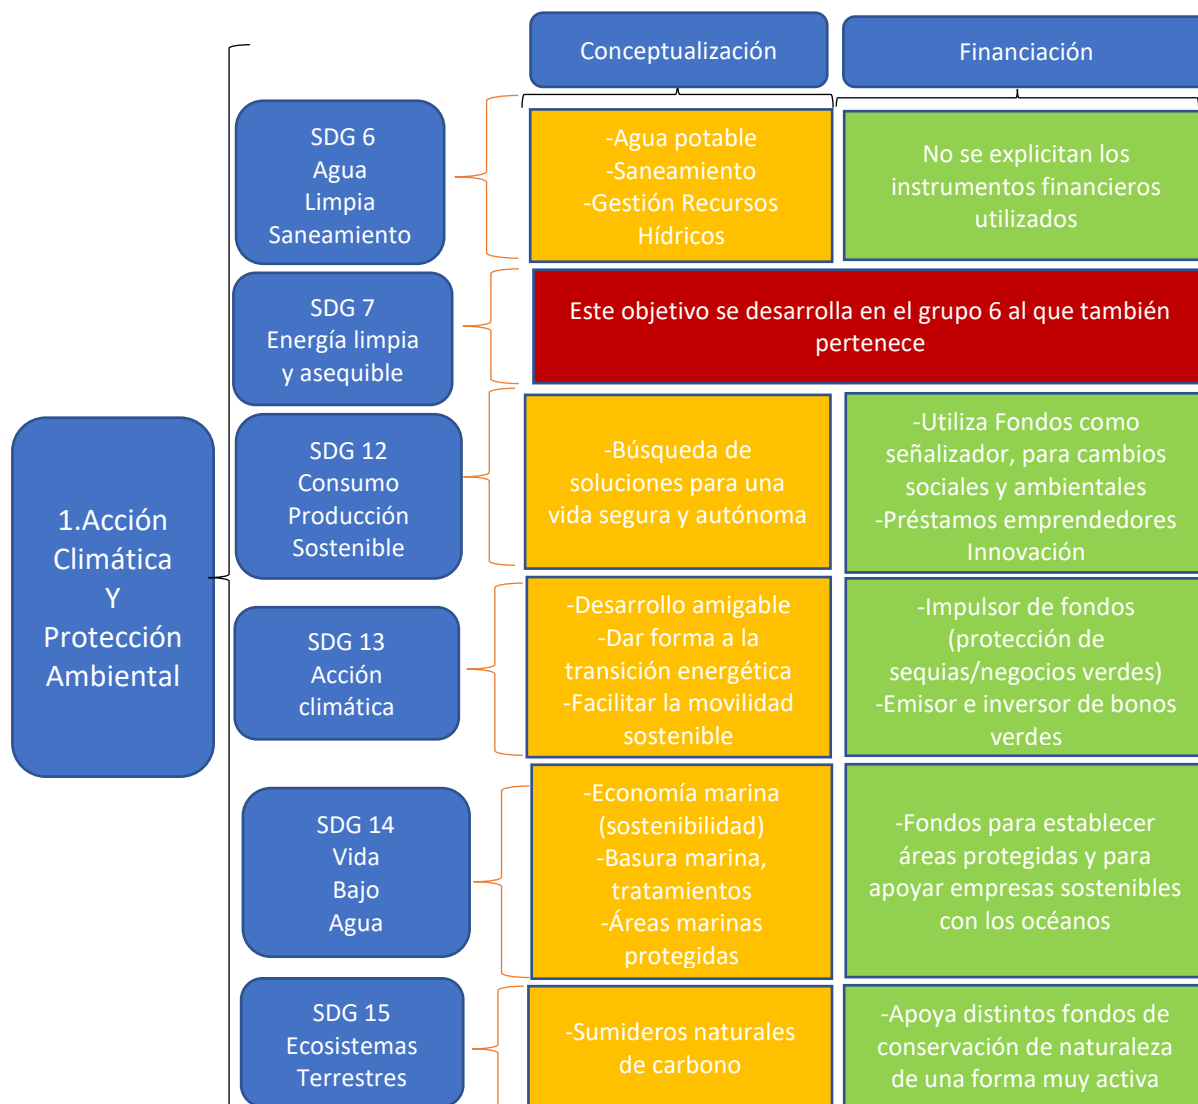 Conceptualización
Financiación
1.Acción
Climática
Y
Protección
Ambiental
SDG 6
Agua
Limpia
Saneamiento
-Agua potable
-Saneamiento
-Gestión Recursos
Hídricos
No se explicitan los
instrumentos financieros
utilizados
SDG 7
Energía limpia
y asequible
Este objetivo se desarrolla en el grupo 6 al que también
pertenece
SDG 12
Consumo
Producción
Sostenible
-Búsqueda de
soluciones para una
vida segura y autónoma
-Utiliza Fondos como
señalizador, para cambios
sociales y ambientales
-Préstamos emprendedores
Innovación
SDG 13
Acción
climática
-Desarrollo amigable
-Dar forma a la
transición energética
-Facilitar la movilidad
sostenible
-Impulsor de fondos
(protección de
sequias/negocios verdes)
-Emisor e inversor de bonos
verdes
SDG 14
Vida
Bajo
Agua
-Economía marina
(sostenibilidad)
-Basura marina,
tratamientos
-Áreas marinas
protegidas
-Fondos para establecer
áreas protegidas y para
apoyar empresas sostenibles
con los océanos
SDG 15
Ecosistemas
Terrestres
-Sumideros naturales
de carbono
-Apoya distintos fondos de
conservación de naturaleza
de una forma muy activa